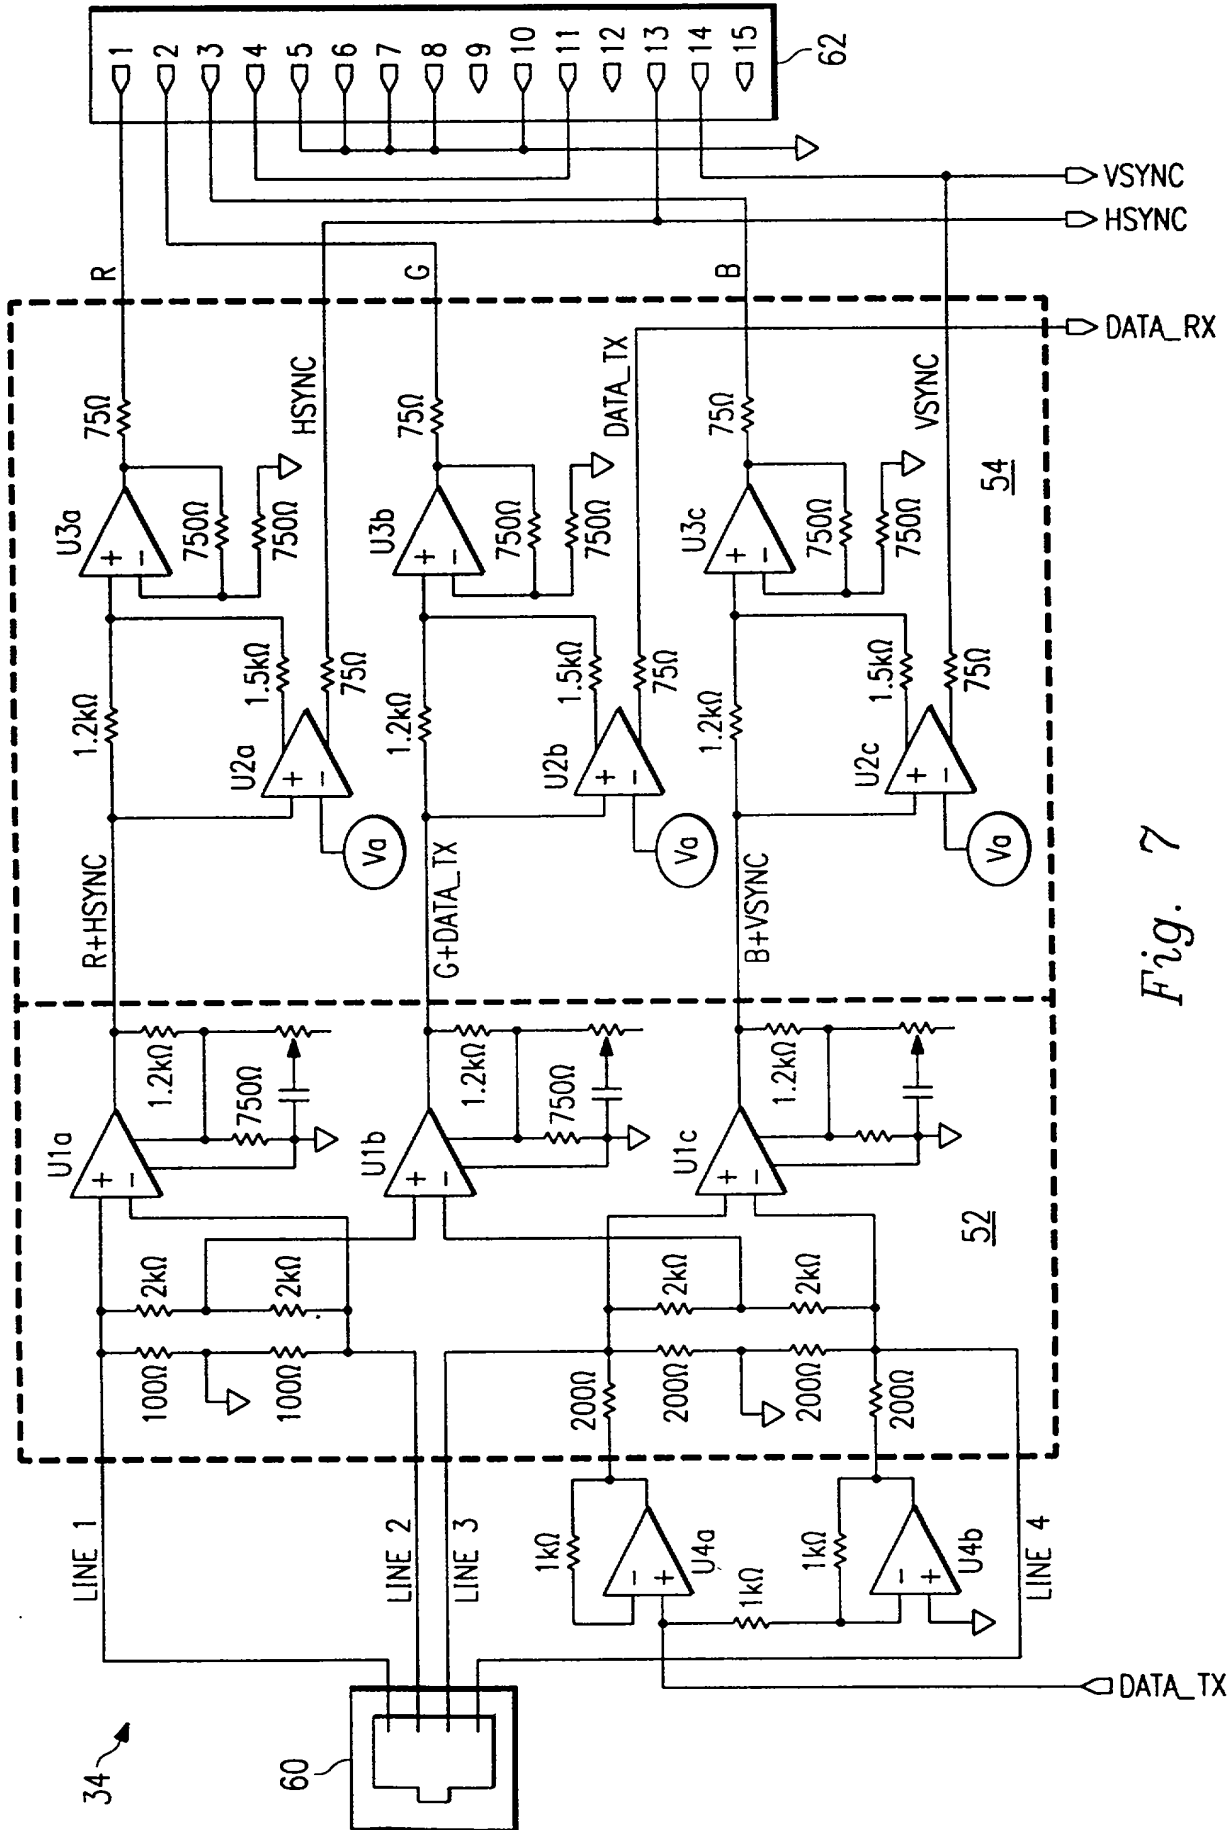 34
60
LINE 1
LINE 2
LINE 3
LINE 4
DATA_TX
1kΩ
−
+
U4a
1kΩ
1kΩ
−
+
U4b
100Ω
100Ω
2kΩ
2kΩ
200Ω
200Ω
200Ω
200Ω
2kΩ
2kΩ
52
U1a
+
−
1.2kΩ
750Ω
U1b
+
−
1.2kΩ
750Ω
U1c
+
−
1.2kΩ
R+HSYNC
G+DATA_TX
B+VSYNC
1.2kΩ
U2a
+
−
Va
1.5kΩ
75Ω
HSYNC
U3a
+
−
750Ω
750Ω
75Ω
R
1.2kΩ
U2b
+
−
Va
1.5kΩ
75Ω
DATA_TX
U3b
+
−
750Ω
750Ω
75Ω
G
1.2kΩ
U2c
+
−
Va
1.5kΩ
75Ω
VSYNC
U3c
+
−
750Ω
750Ω
75Ω
B
54
DATA_RX
HSYNC
VSYNC
1
2
3
4
5
6
7
8
9
10
11
12
13
14
15
62
Fig. 7